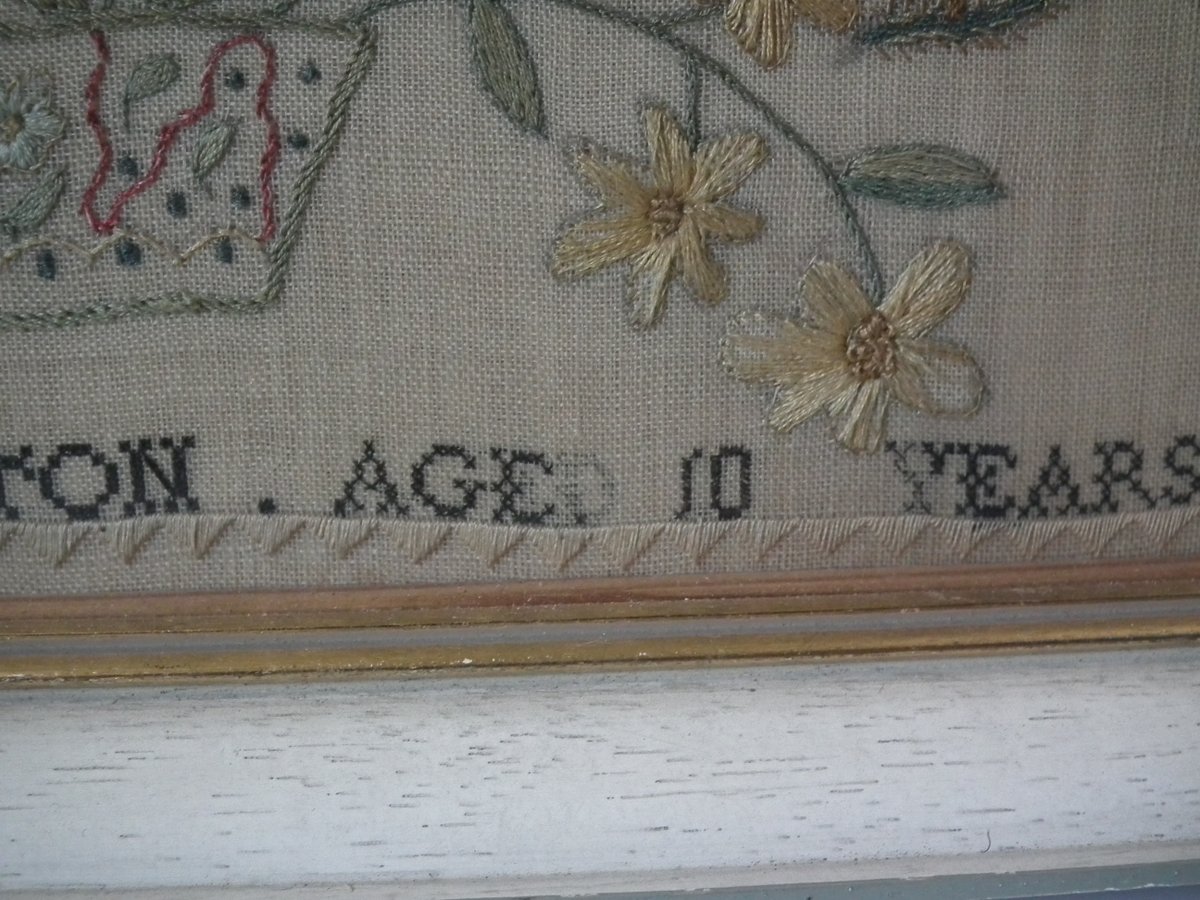 TON . AGED 10 YEARS